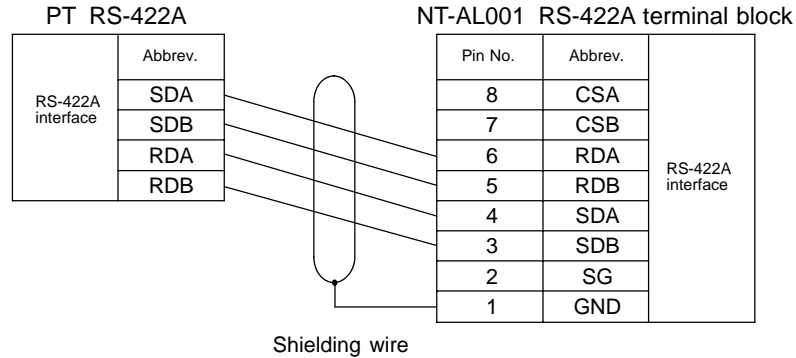 PT RS-422A
NT-AL001 RS-422A terminal block
Abbrev.
RS-422A
interface
SDA
SDB
RDA
RDB
Pin No. Abbrev.
8 CSA
7 CSB
6 RDA
5 RDB
4 SDA
3 SDB
2 SG
1 GND
RS-422A
interface
Shielding wire